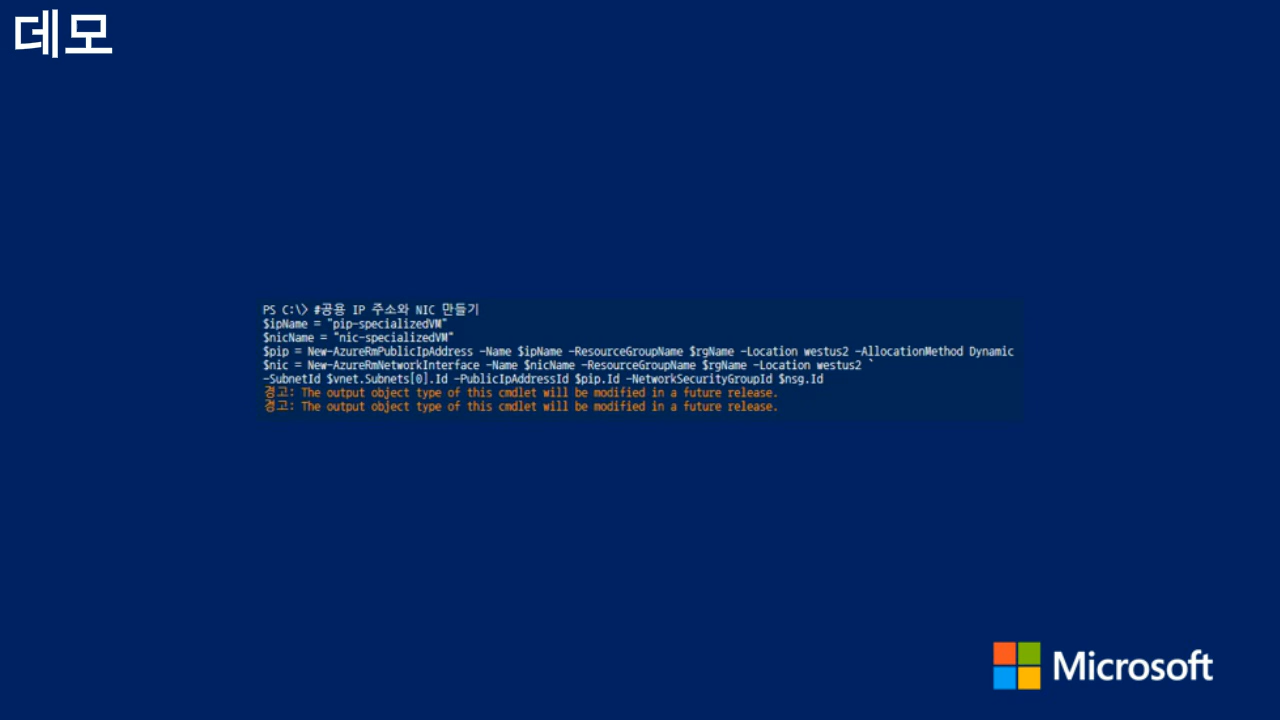 데모
PS C:\> #공용 IP 주소와 NIC 만들기
$ipName = "pip-specializedVM"
$nicName = "nic-specializedVM"
$pip = New-AzureRmPublicIpAddress -Name $ipName -ResourceGroupName $rgName -Location westus2 -AllocationMethod Dynamic
$nic = New-AzureRmNetworkInterface -Name $nicName -ResourceGroupName $rgName -Location westus2 `
-SubnetId $vnet.Subnets[0].Id -PublicIpAddressId $pip.Id -NetworkSecurityGroupId $nsg.Id
경고: The output object type of this cmdlet will be modified in a future release.
경고: The output object type of this cmdlet will be modified in a future release.
Microsoft